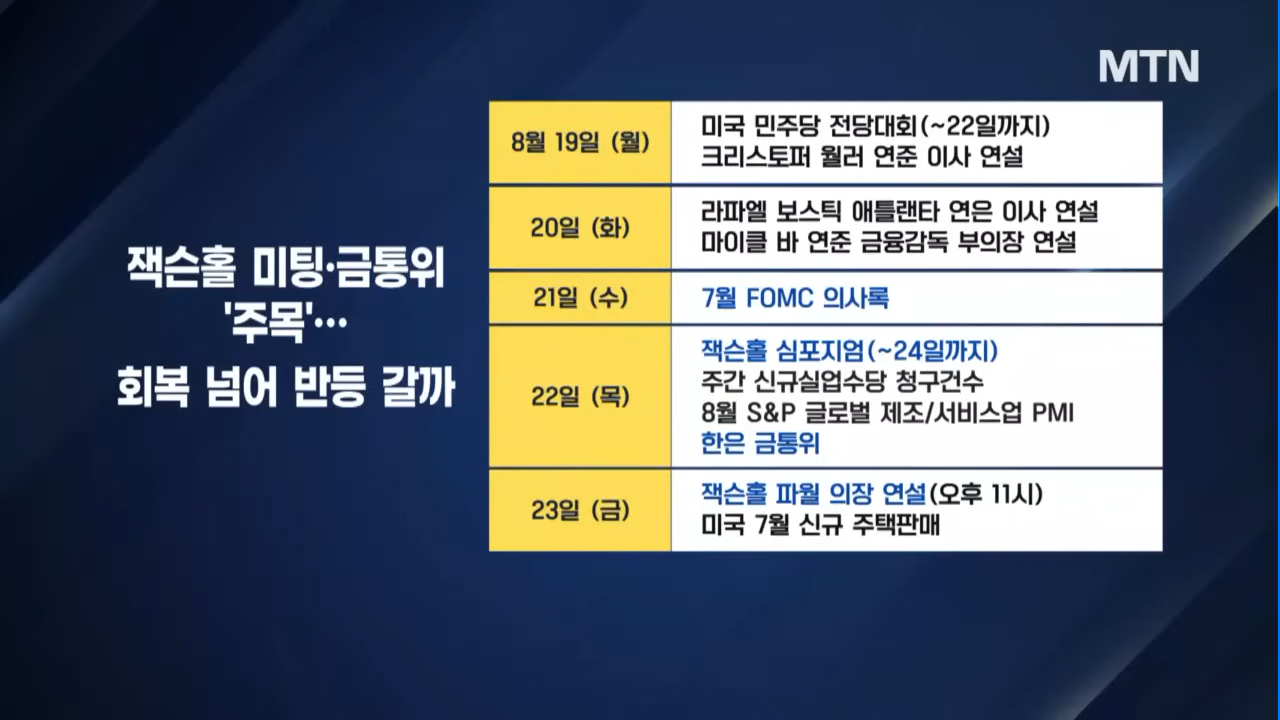 MTN
잭슨홀 미팅·금통위
'주목'…
회복 넘어 반등 갈까
8월 19일 (월)
미국 민주당 전당대회(~22일까지)
크리스토퍼 월러 연준 이사 연설
20일 (화)
라파엘 보스틱 애틀랜타 연은 이사 연설
마이클 바 연준 금융감독 부의장 연설
21일 (수)
7월 FOMC 의사록
22일 (목)
잭슨홀 심포지엄(~24일까지)
주간 신규실업수당 청구건수
8월 S&P 글로벌 제조/서비스업 PMI
한은 금통위
23일 (금)
잭슨홀 파월 의장 연설(오후 11시)
미국 7월 신규 주택판매